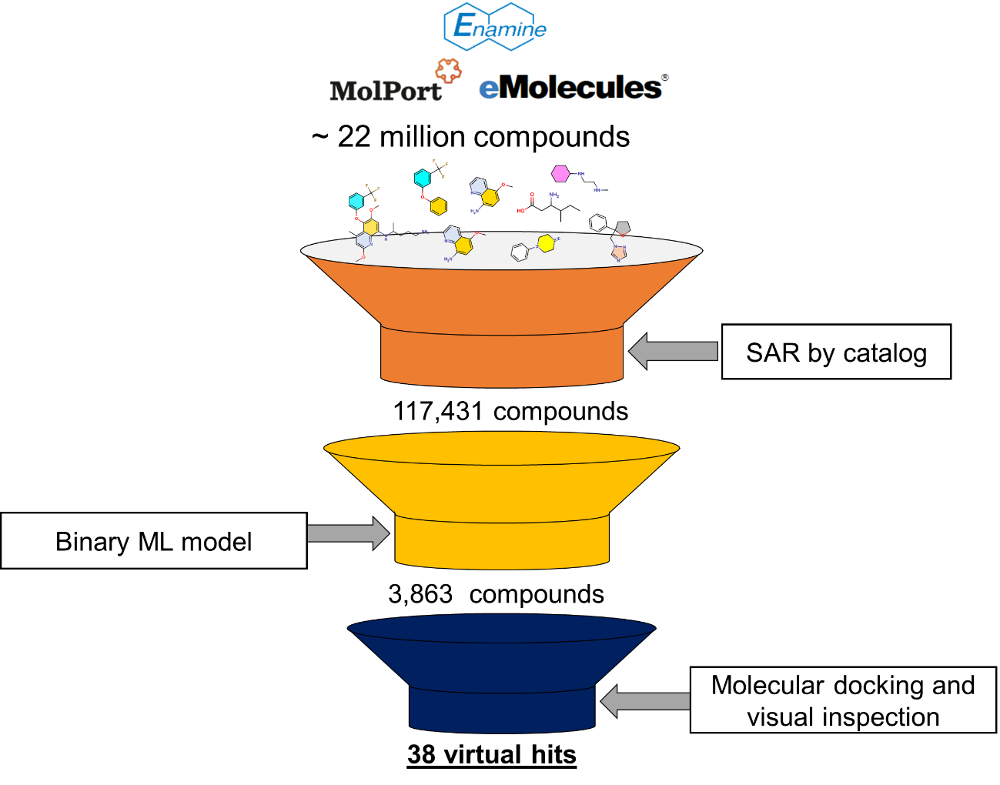 Enamine
MolPort
eMolecules®
~ 22 million compounds
SAR by catalog
117,431 compounds
Binary ML model
3,863 compounds
Molecular docking and
visual inspection
38 virtual hits